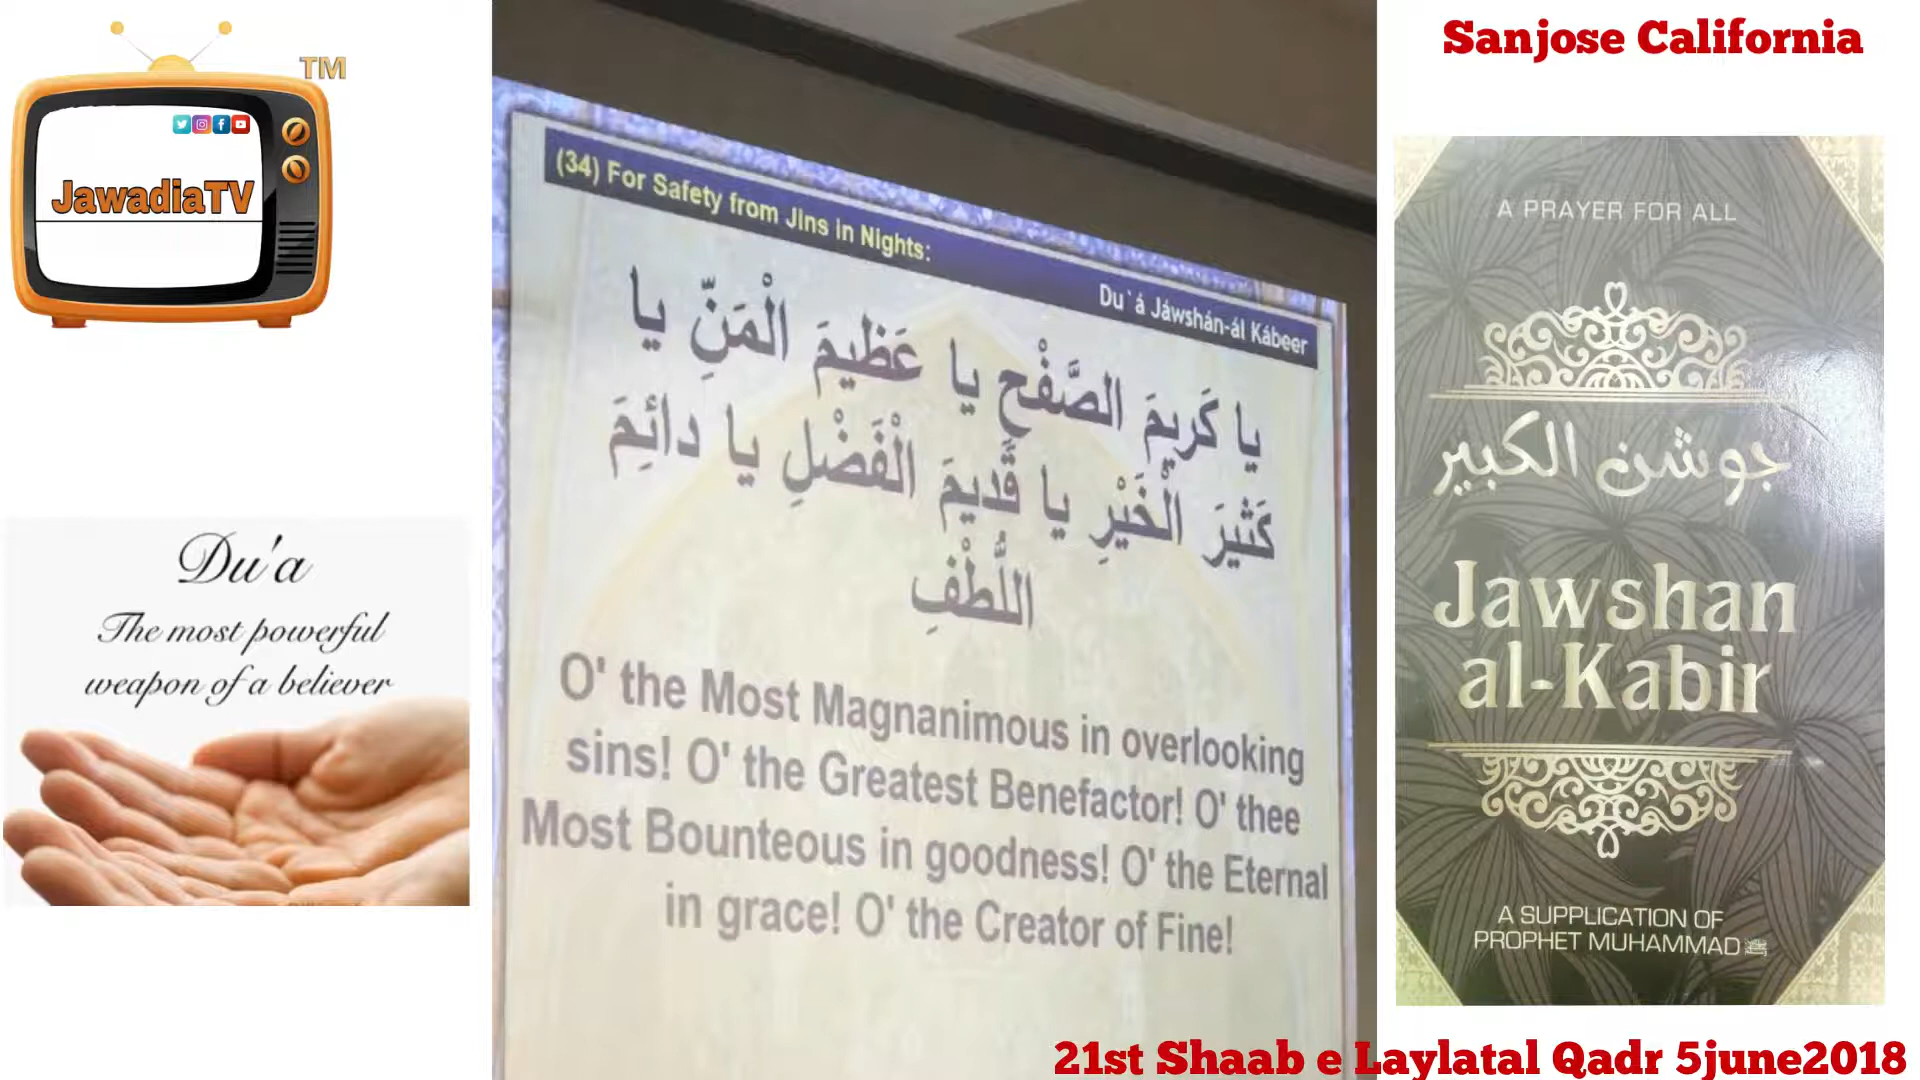 TM
JawadiaTV
Du'a
The most powerful
weapon of a believer
(34) For Safety from Jins in Nights:
Du`á Jáwshán-ál Kábeer
يا كَريمَ الصَّفْحِ يا عَظيمَ الْمَنِّ يا
كَثيرَ الْخَيْرِ يا قَديمَ الْفَضْلِ يا دائِمَ
اللُّطْفِ
O' the Most Magnanimous in overlooking
sins! O' the Greatest Benefactor! O' thee
Most Bounteous in goodness! O' the Eternal
in grace! O' the Creator of Fine!
Sanjose California
A PRAYER FOR ALL
جوشن الكبير
Jawshan
al-Kabir
A SUPPLICATION OF
PROPHET MUHAMMAD ﷺ
21st Shaab e Laylatal Qadr 5june2018